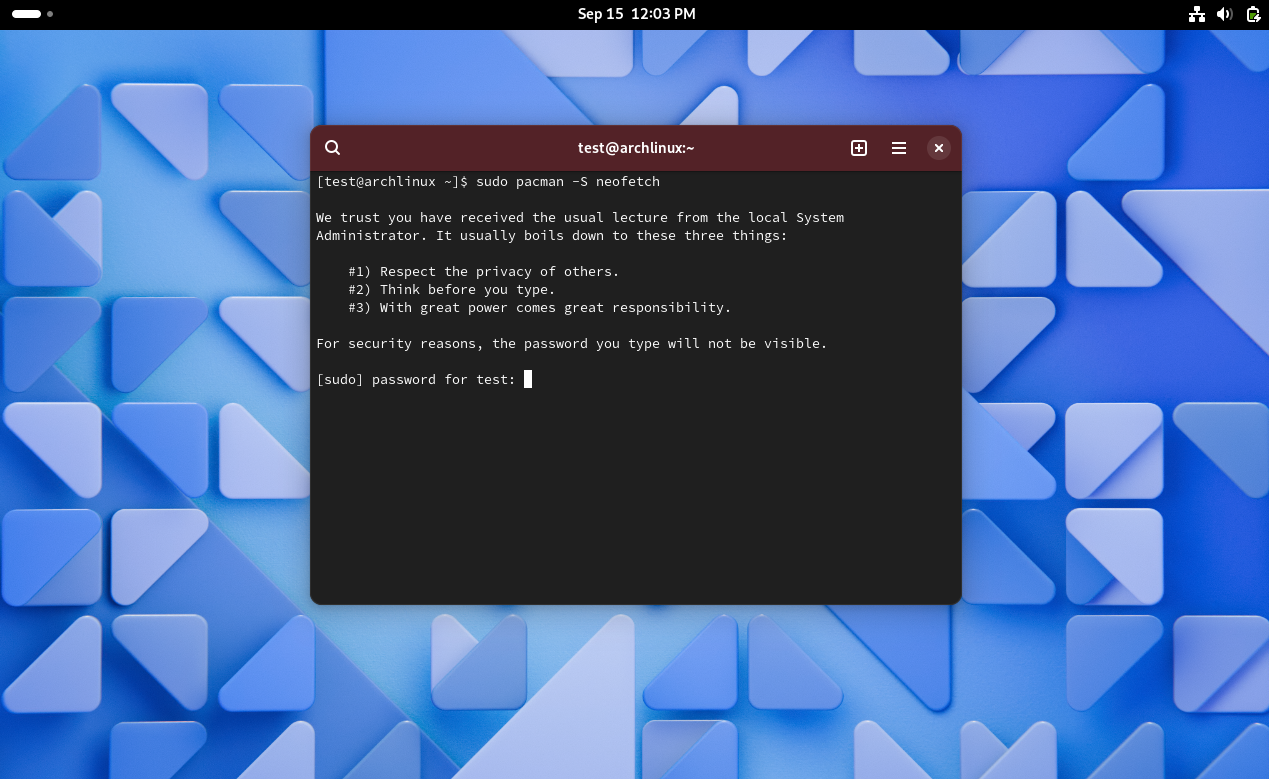 Sep 15 12:03 PM
test@archlinux:~
[test@archlinux ~]$ sudo pacman -S neofetch
We trust you have received the usual lecture from the local System
Administrator. It usually boils down to these three things:
#1) Respect the privacy of others.
#2) Think before you type.
#3) With great power comes great responsibility.
For security reasons, the password you type will not be visible.
[sudo] password for test: